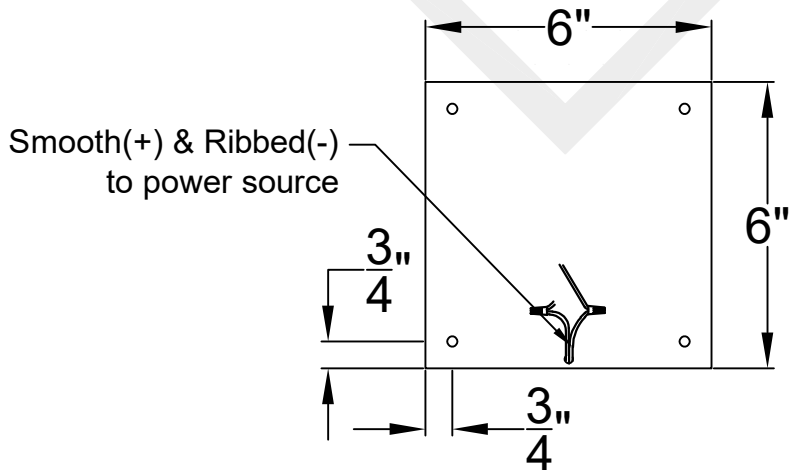 6"
Smooth(+) & Ribbed(-)
to power source
6"
3/4"
3/4"